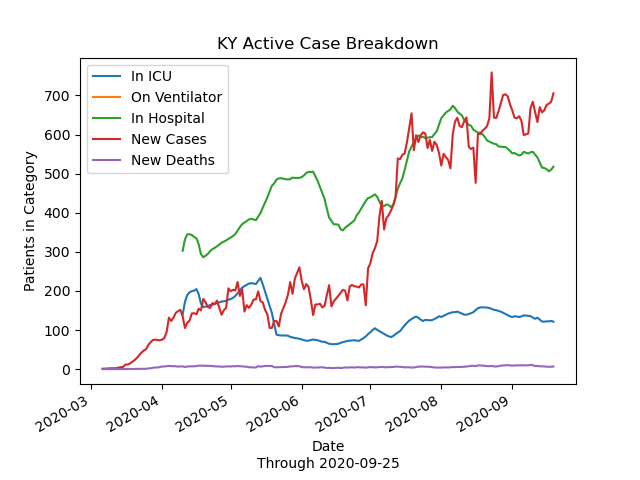 KY Active Case Breakdown
In ICU
On Ventilator
In Hospital
New Cases
New Deaths
Patients in Category
700
600
500
400
300
200
100
0
2020-03
2020-04
2020-05
2020-06
2020-07
2020-08
2020-09
Date
Through 2020-09-25